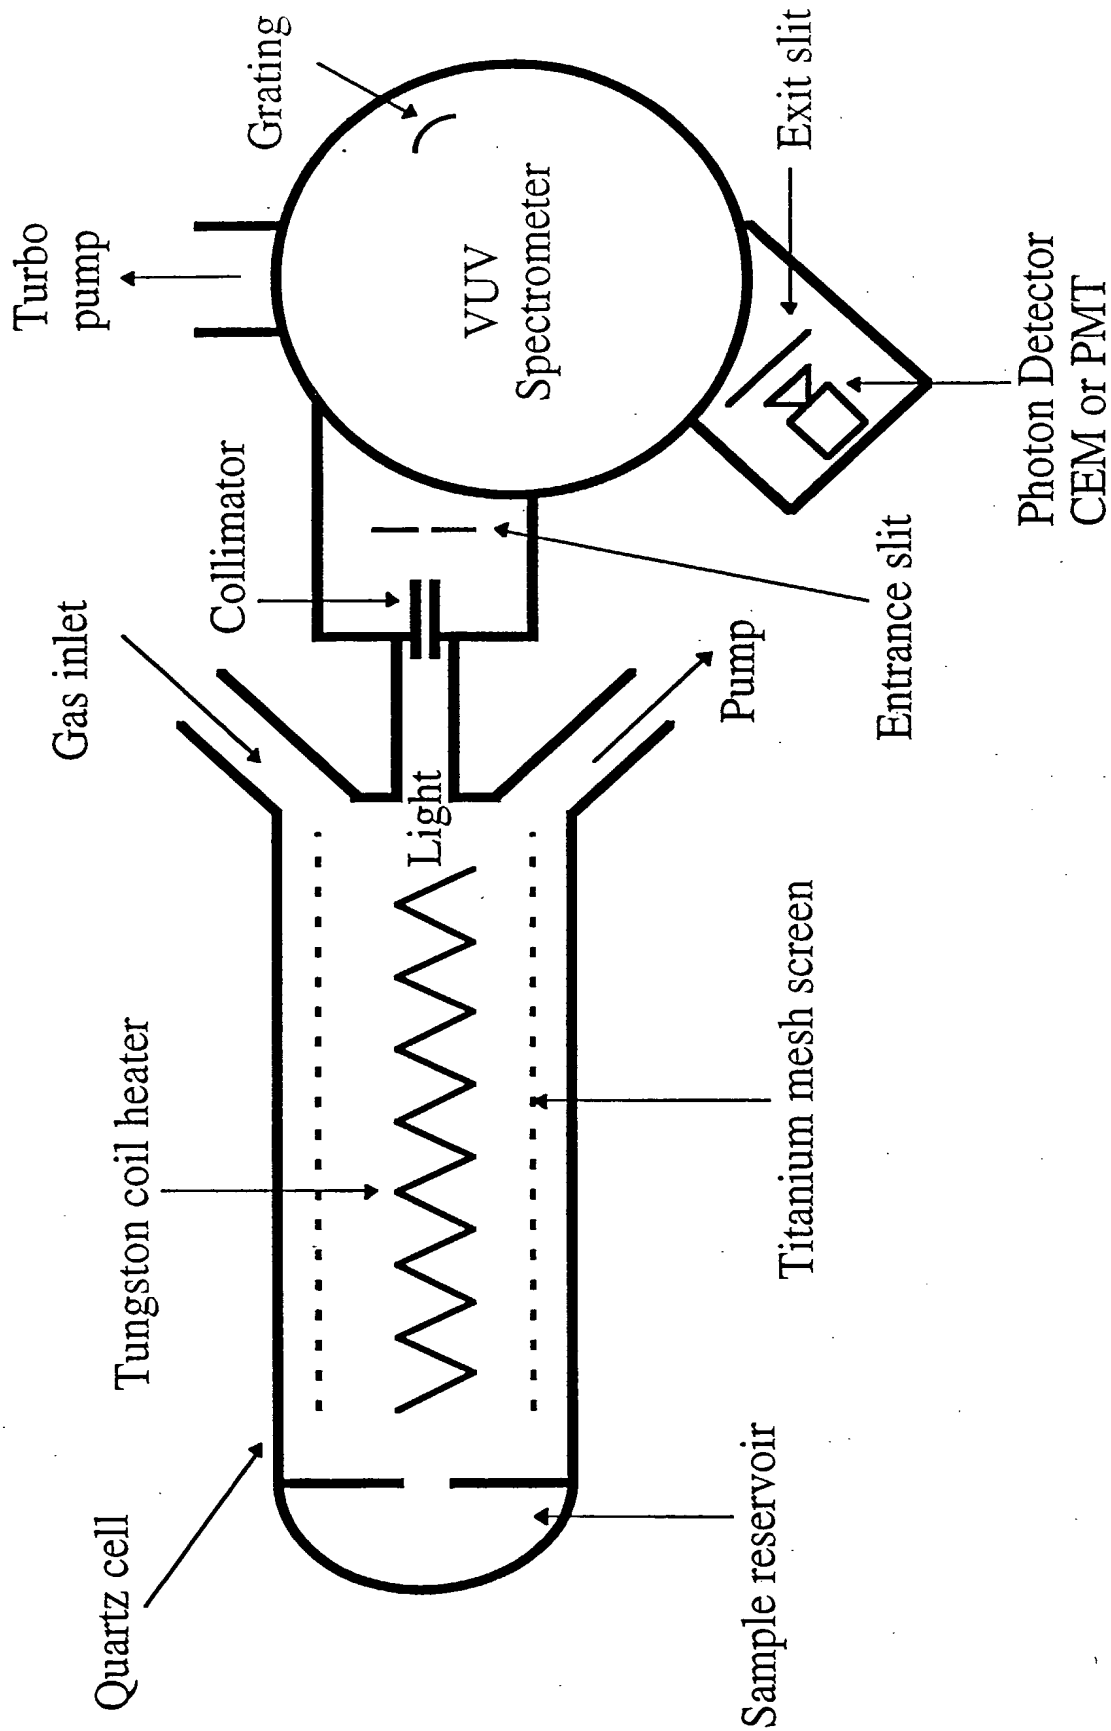 Turbo
pump
Grating
Gas inlet
Collimator
VUV
Spectrometer
Exit slit
Tungston coil heater
Quartz cell
Light
Pump
Entrance slit
Photon Detector
CEM or PMT
Titanium mesh screen
Sample reservoir